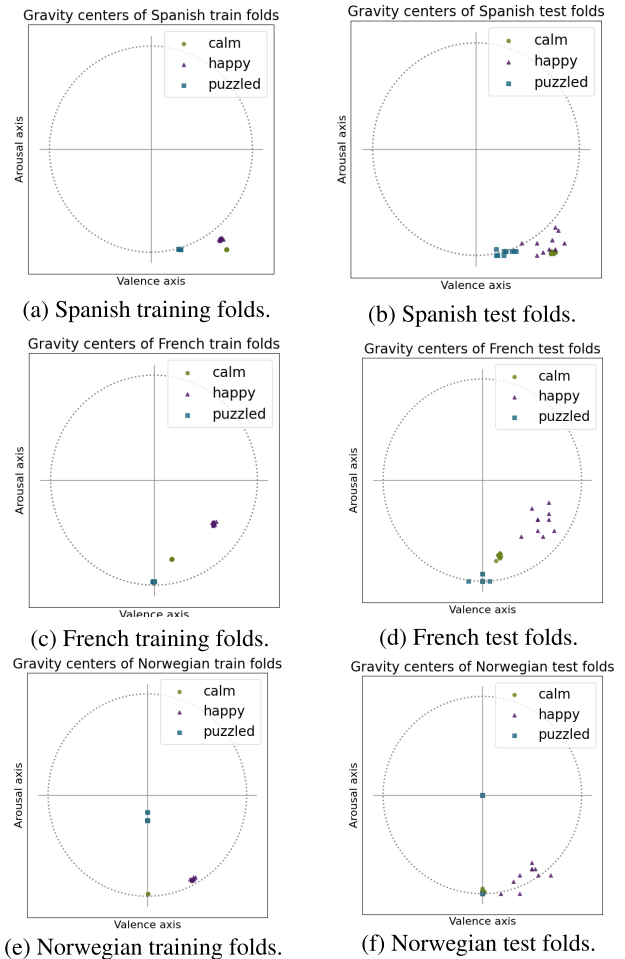 Gravity centers of Spanish train folds
calm
happy
puzzled
Arousal axis
Valence axis
(a) Spanish training folds.
Gravity centers of Spanish test folds
calm
happy
puzzled
Arousal axis
Valence axis
(b) Spanish test folds.
Gravity centers of French train folds
calm
happy
puzzled
Arousal axis
Valence axis
(c) French training folds.
Gravity centers of French test folds
calm
happy
puzzled
Arousal axis
Valence axis
(d) French test folds.
Gravity centers of Norwegian train folds
calm
happy
puzzled
Arousal axis
Valence axis
(e) Norwegian training folds.
Gravity centers of Norwegian test folds
calm
happy
puzzled
Arousal axis
Valence axis
(f) Norwegian test folds.